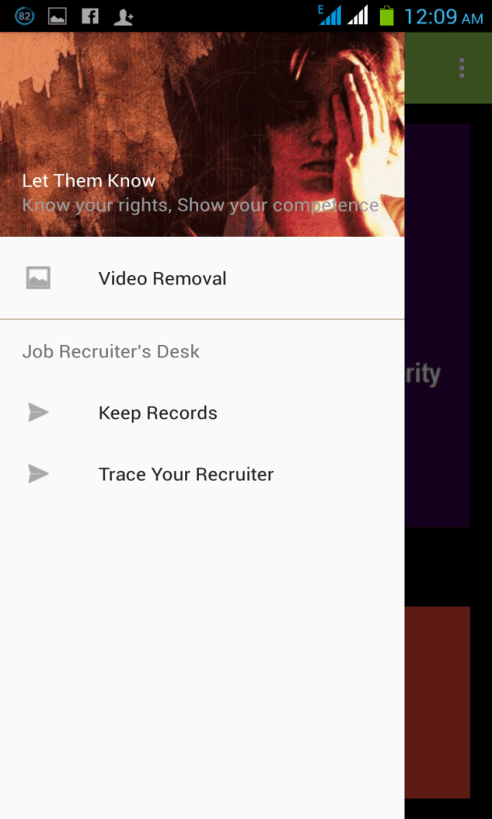 82
E
12:09 AM
Let Them Know
Know your rights, Show your competence
Video Removal
Job Recruiter's Desk
Keep Records
Trace Your Recruiter
rity